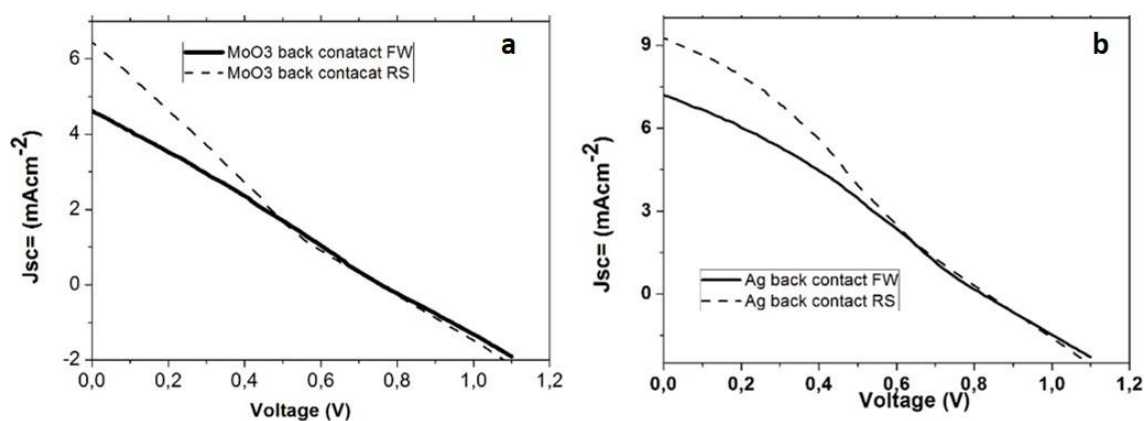 a
MoO3 back conatact FW
MoO3 back contacat RS
6
4
2
0
-2
Jsc= (mAcm-2)
0,0 0,2 0,4 0,6 0,8 1,0 1,2
Voltage (V)
b
9
6
3
0
Jsc= (mAcm-2)
Ag back contact FW
Ag back contact RS
0,0 0,2 0,4 0,6 0,8 1,0 1,2
Voltage (V)